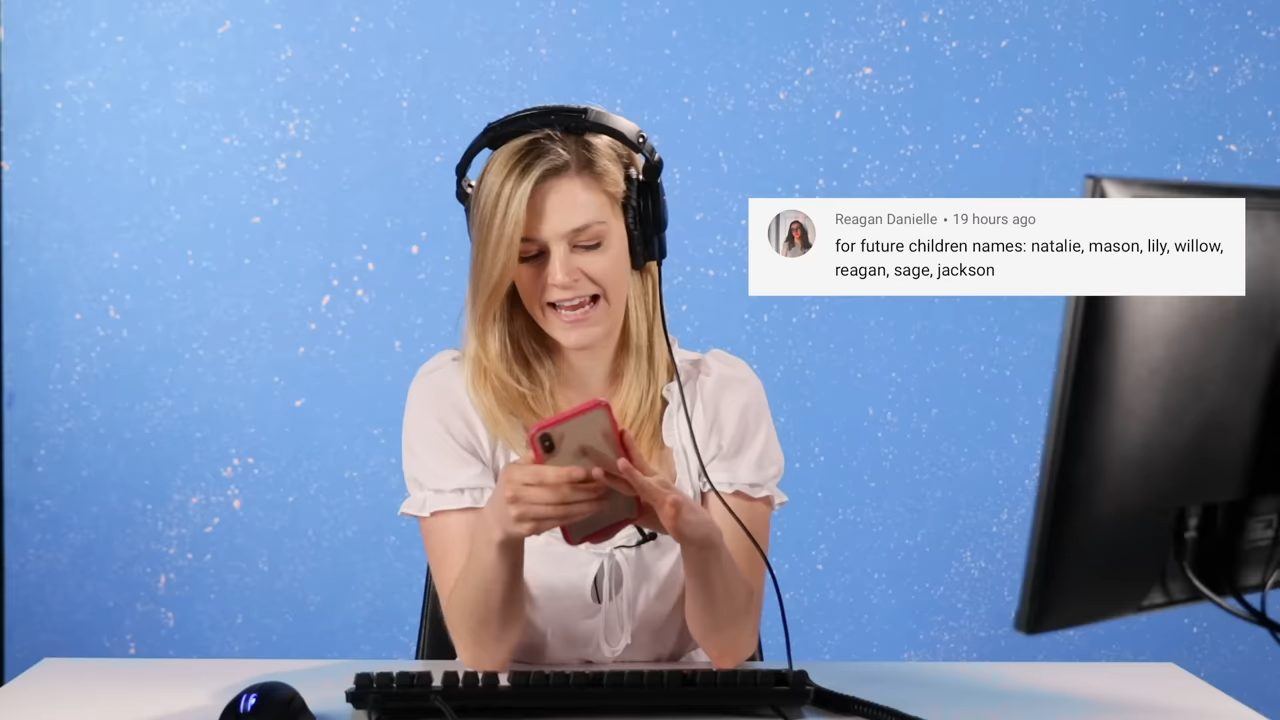 Reagan Danielle • 19 hours ago
for future children names: natalie, mason, lily, willow,
reagan, sage, jackson